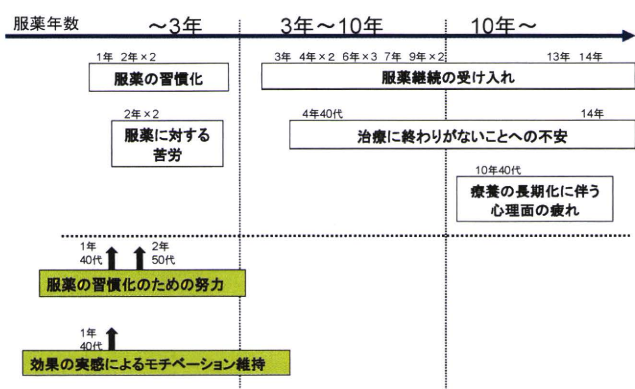 服薬年数 ～3年 3年～10年 10年～
1年 2年×2
服薬の習慣化
3年 4年×2 6年×3 7年 9年×2 13年 14年
服薬継続の受け入れ
2年×2
服薬に対する
苦労
4年40代 14年
治療に終わりがないことへの不安
10年40代
療養の長期化に伴う
心理面の疲れ
1年 2年
40代 50代
服薬の習慣化のための努力
1年
40代
効果の実感によるモチベーション維持